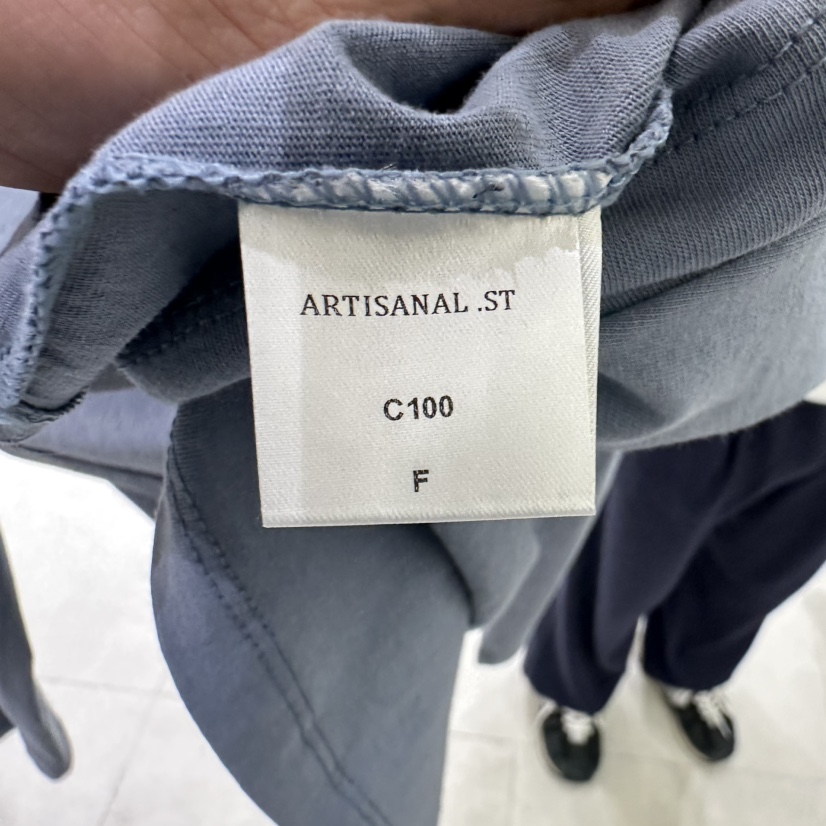 ARTISANAL .ST
C100
F